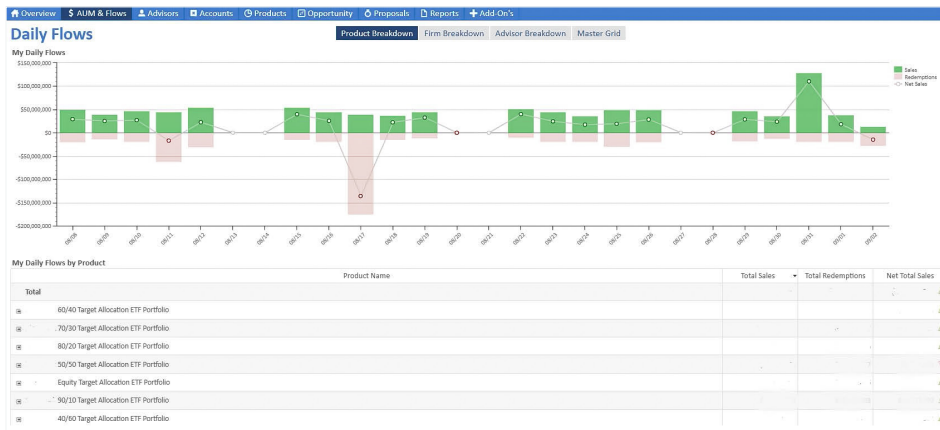 Overview $ AUM & Flows Advisors Accounts Products Opportunity Proposals Reports Add-On's
Daily Flows
Product Breakdown Firm Breakdown Advisor Breakdown Master Grid
My Daily Flows
$150,000,000
$100,000,000
$50,000,000
$0
-$50,000,000
-$100,000,000
-$150,000,000
-$200,000,000
Sales
Redemptions
Net Sales
08/08 08/09 08/10 08/11 08/12 08/13 08/14 08/15 08/16 08/17 08/18 08/19 08/20 08/21 08/22 08/23 08/24 08/25 08/26 08/27 08/28 08/29 08/30 08/31 09/01 09/02
My Daily Flows by Product
Product Name Total Sales Total Redemptions Net Total Sales
Total
60/40 Target Allocation ETF Portfolio
70/30 Target Allocation ETF Portfolio
80/20 Target Allocation ETF Portfolio
50/50 Target Allocation ETF Portfolio
Equity Target Allocation ETF Portfolio
90/10 Target Allocation ETF Portfolio
40/60 Target Allocation ETF Portfolio